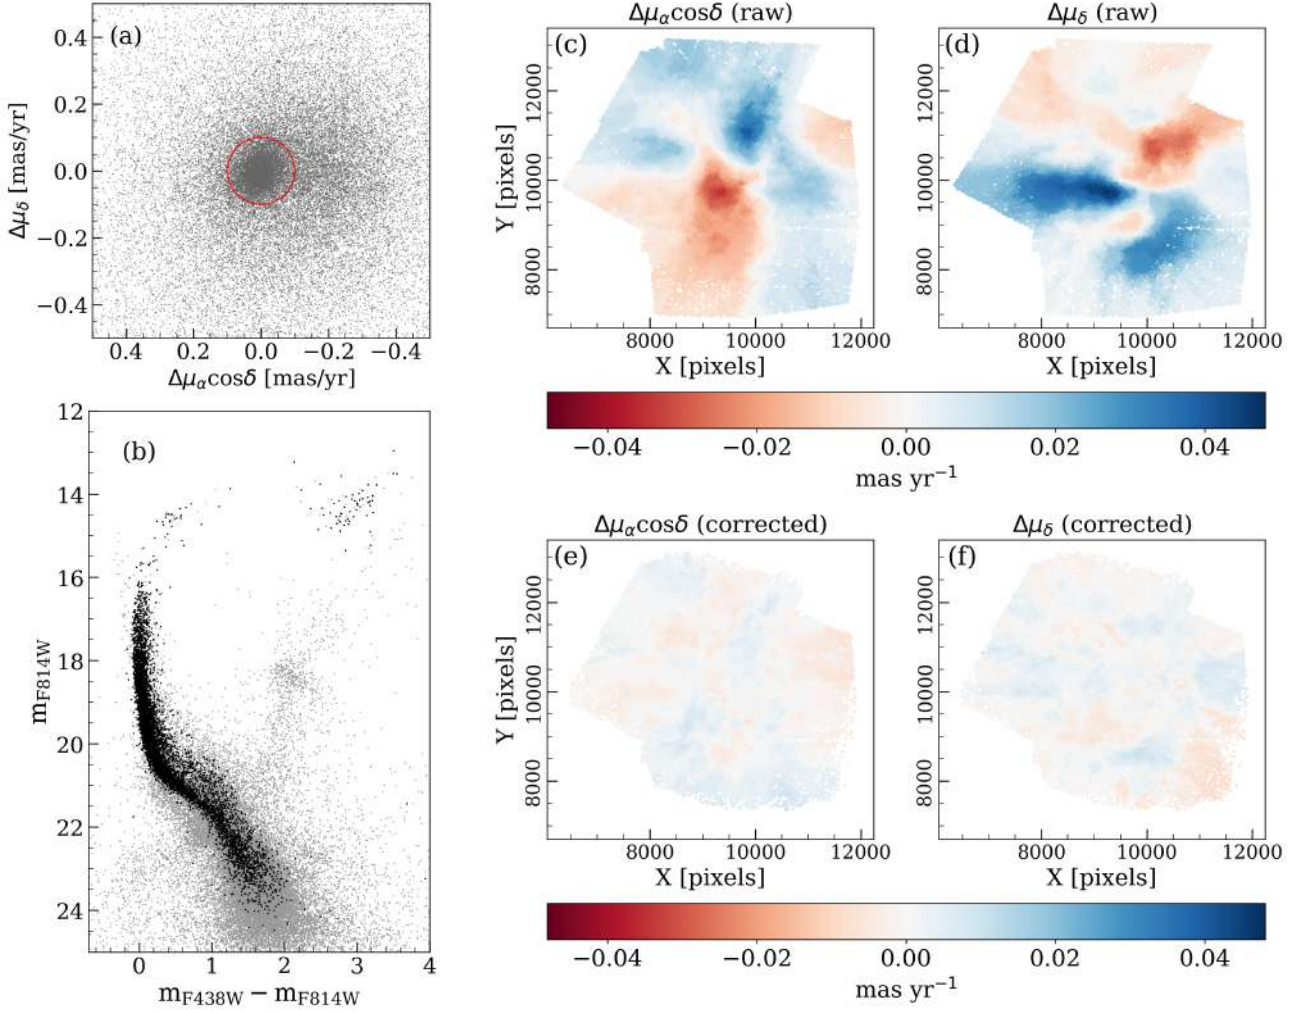 (a)
0.4
0.2
0.0
−0.2
−0.4
Δμδ [mas/yr]
0.4 0.2 0.0 −0.2 −0.4
Δμαcosδ [mas/yr]
(b)
12
14
16
18
20
22
24
mF814W
0 1 2 3 4
mF438W − mF814W
Δμαcosδ (raw)
(c)
12000
10000
8000
Y [pixels]
8000 10000 12000
X [pixels]
Δμδ (raw)
(d)
12000
10000
8000
8000 10000 12000
X [pixels]
−0.04 −0.02 0.00 0.02 0.04
mas yr−1
Δμαcosδ (corrected)
(e)
12000
10000
8000
Y [pixels]
8000 10000 12000
X [pixels]
Δμδ (corrected)
(f)
12000
10000
8000
8000 10000 12000
X [pixels]
−0.04 −0.02 0.00 0.02 0.04
mas yr−1